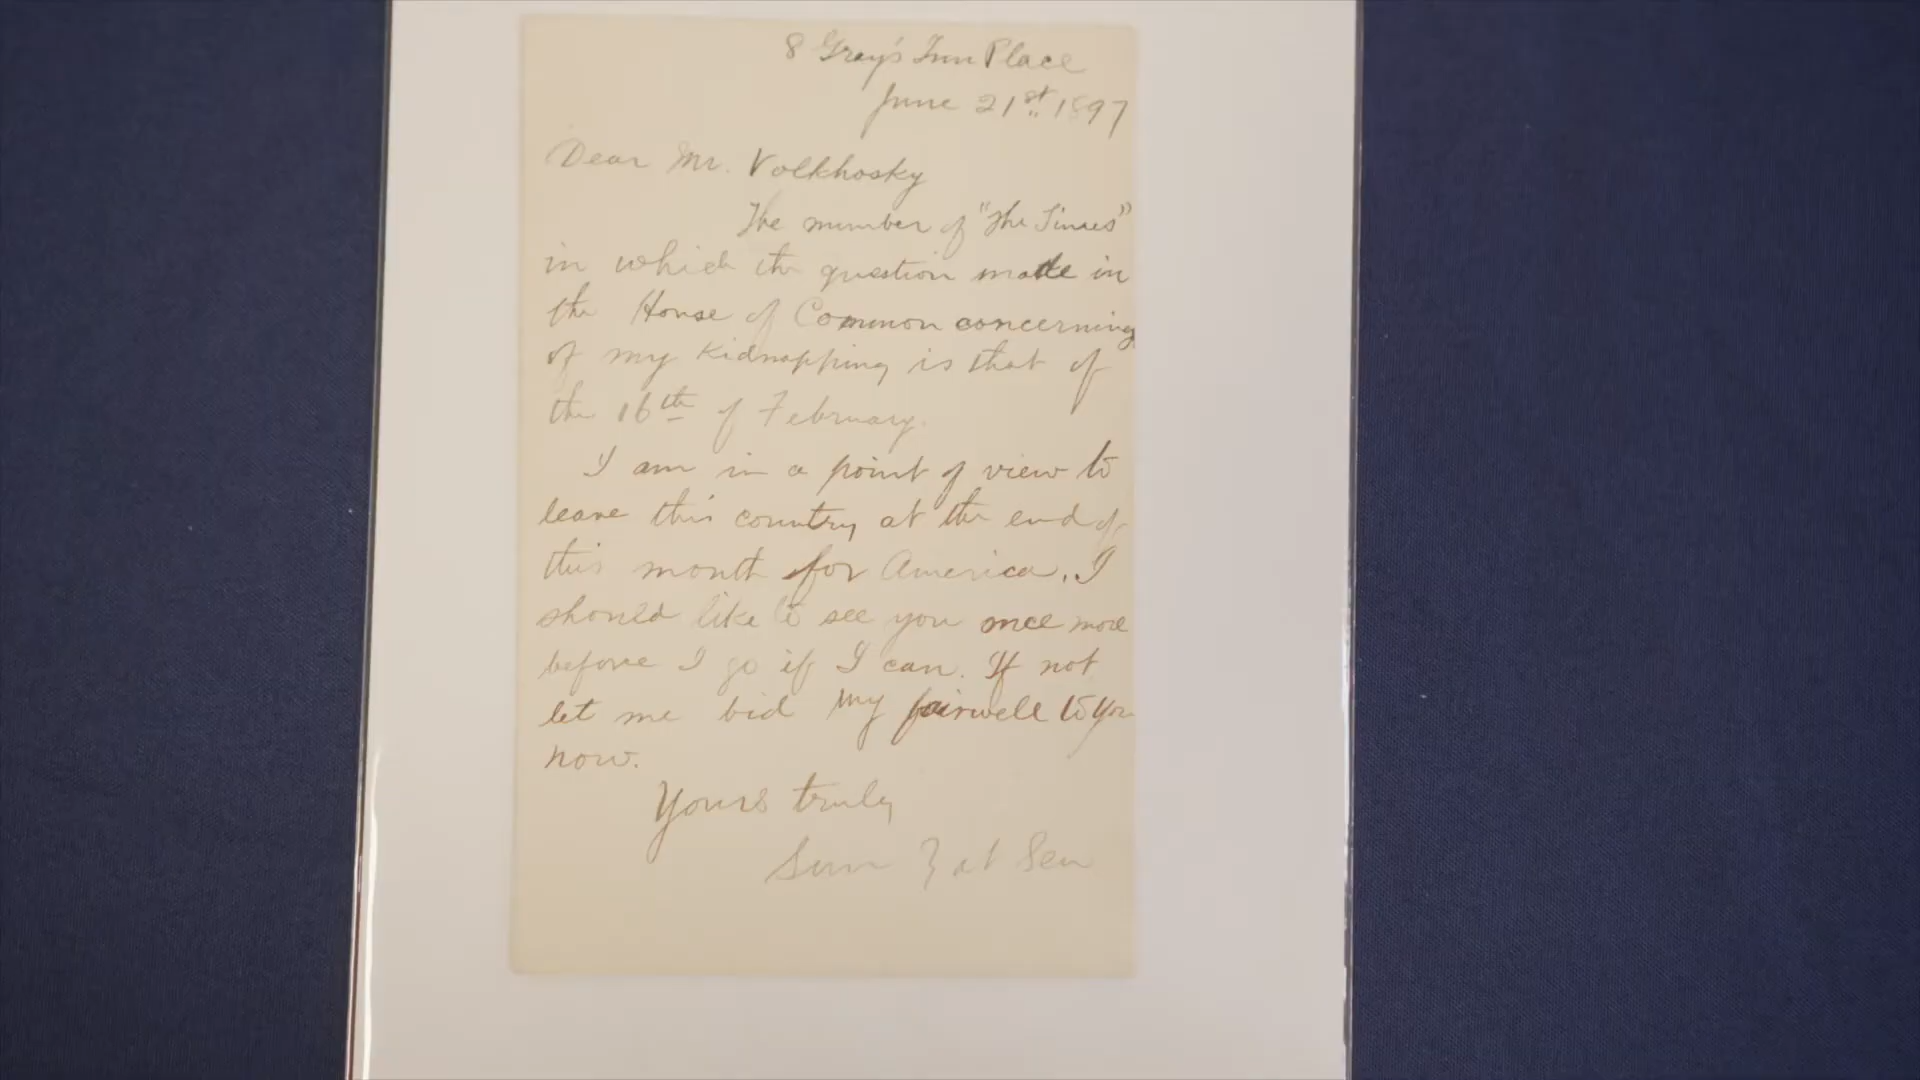 8 Gray's Inn Place
June 21st 1897
Dear Mr. Volkhosky
The number of "The Times"
in which the question made in
the House of Common concerning
of my Kidnapping is that of
the 16th of February.
I am in a point of view to
leave this country at the end of
this month for America. I
should like to see you once more
before I go if I can. If not
let me bid my fairwell to you
now.
Yours truly
Sun Yat Sen